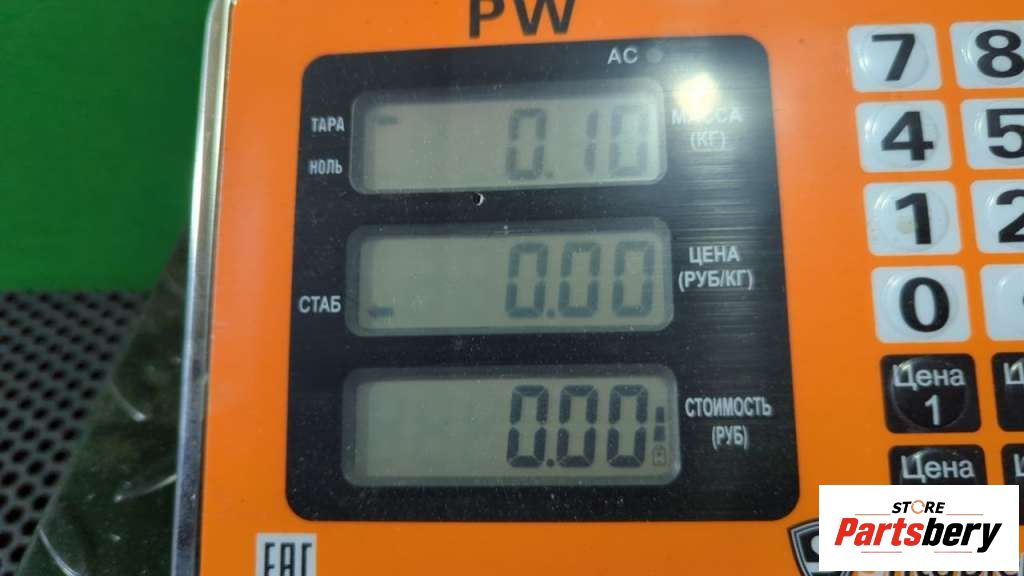 PW
AC
ТАРА
НОЛЬ
0.10
МАССА
(КГ)
СТАБ
0.00
ЦЕНА
(РУБ/КГ)
0.00
СТОИМОСТЬ
(РУБ)
7 8
4 5
1 2
0
Цена
1
Цена
EAC
STORE
Partsbery